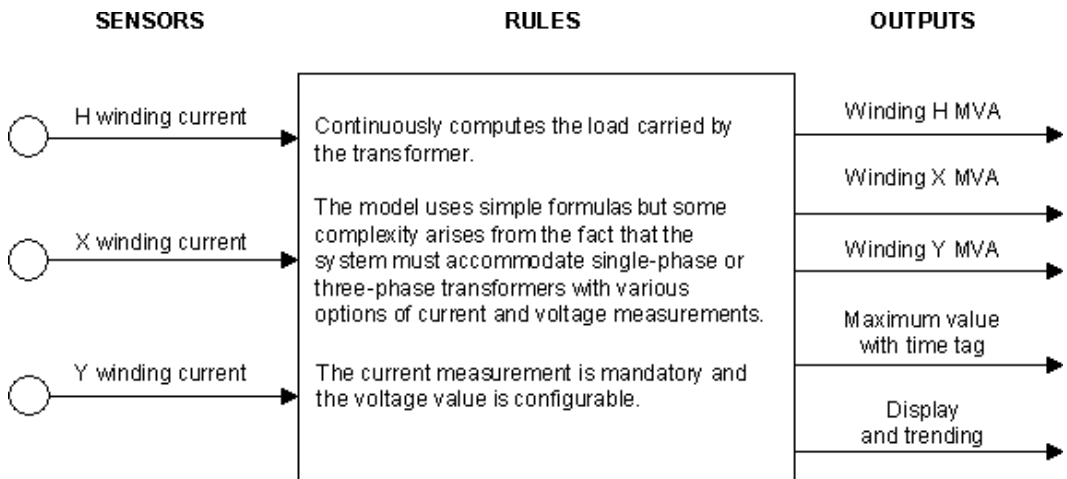 SENSORS
RULES
OUTPUTS
H winding current
X winding current
Y winding current
Continuously computes the load carried by
the transformer.
The model uses simple formulas but some
complexity arises from the fact that the
system must accommodate single-phase or
three-phase transformers with various
options of current and voltage measurements.
The current measurement is mandatory and
the voltage value is configurable.
Winding H MVA
Winding X MVA
Winding Y MVA
Maximum value
with time tag
Display
and trending